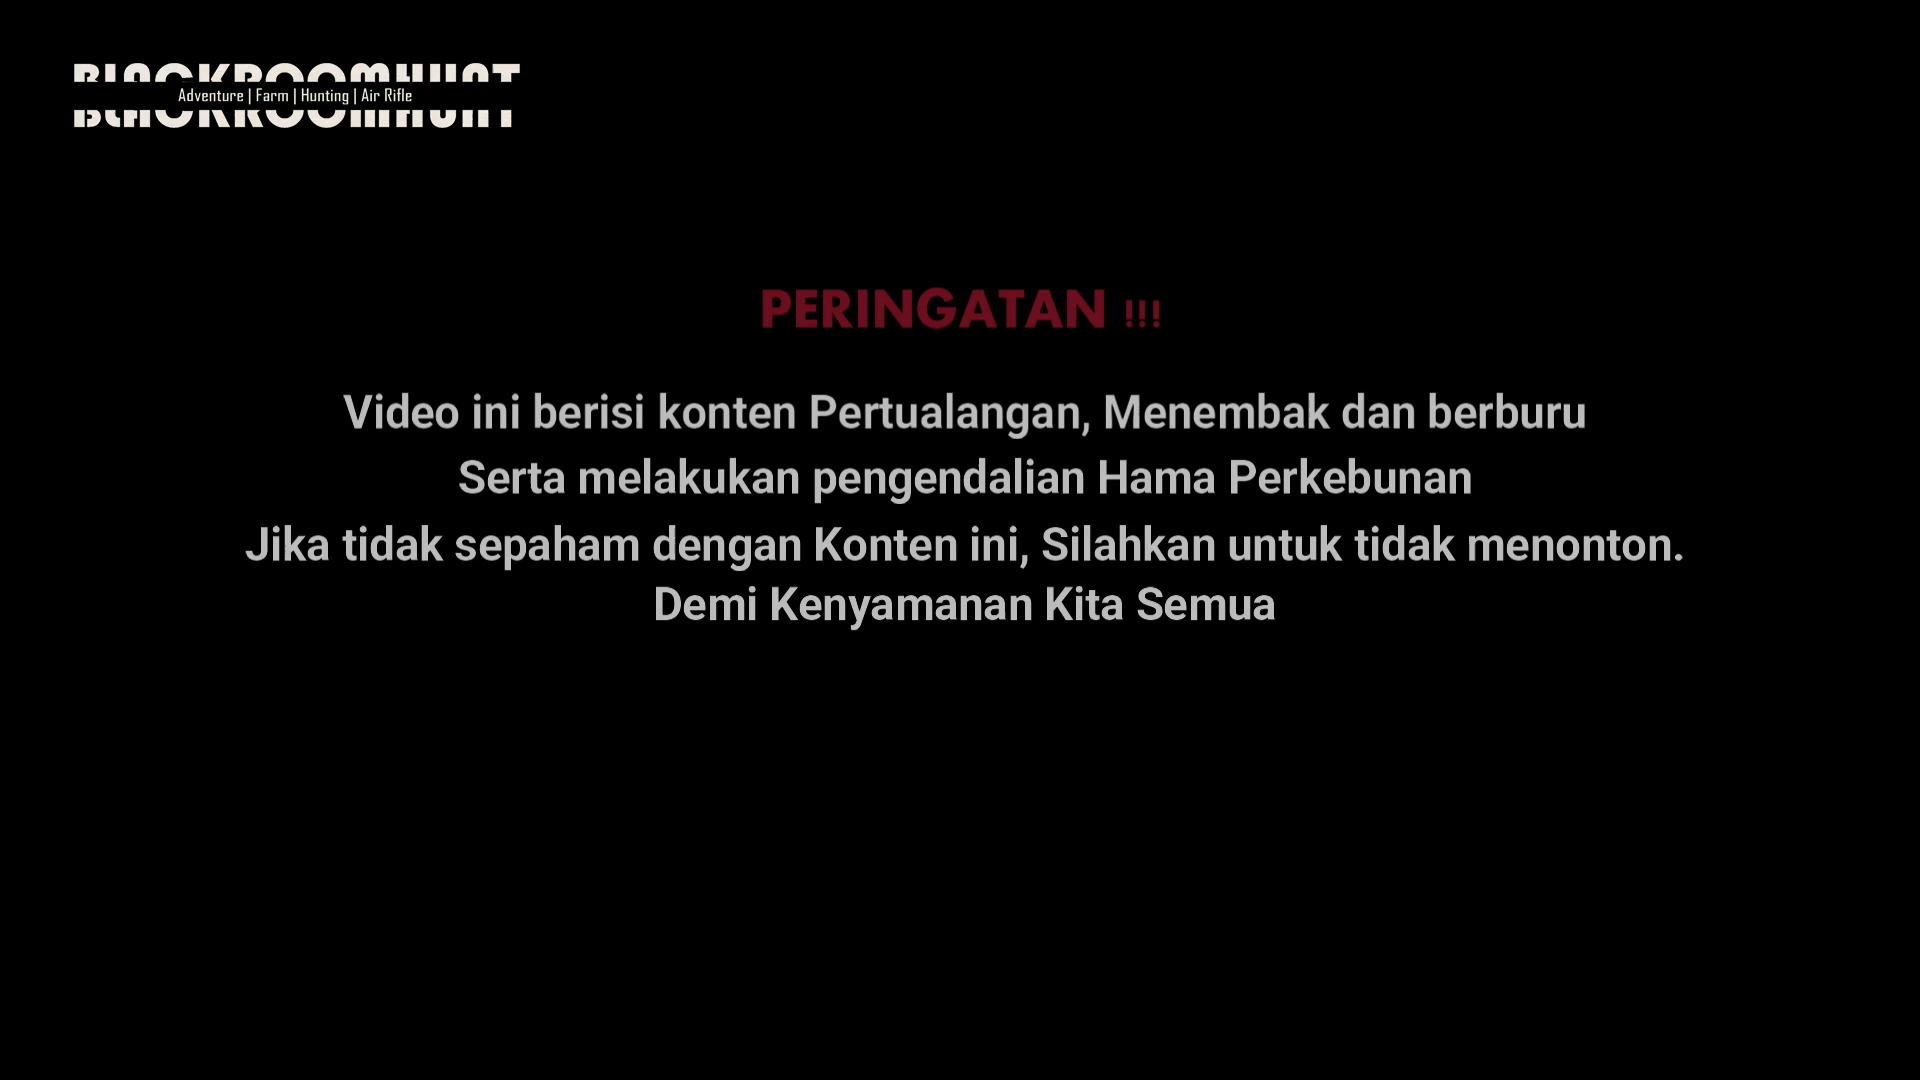 BLACKROOMHUNT
Adventure | Farm | Hunting | Air Rifle
PERINGATAN !!!
Video ini berisi konten Pertualangan, Menembak dan berburu
Serta melakukan pengendalian Hama Perkebunan
Jika tidak sepaham dengan Konten ini, Silahkan untuk tidak menonton.
Demi Kenyamanan Kita Semua